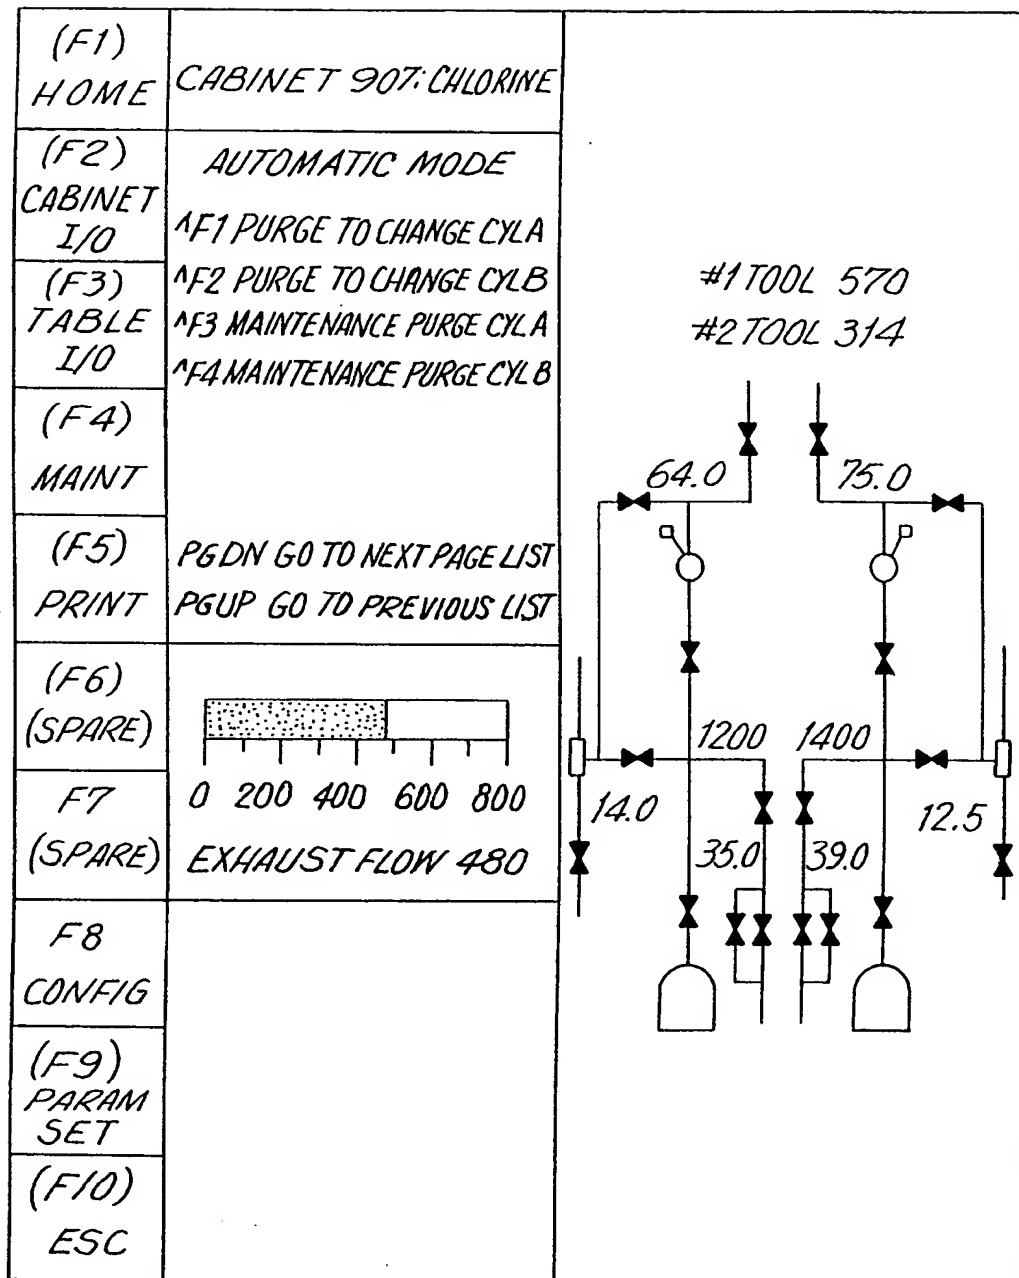 (F1)
HOME
(F2)
CABINET
I/O
(F3)
TABLE
I/O
(F4)
MAINT
(F5)
PRINT
(F6)
(SPARE)
F7
(SPARE)
F8
CONFIG
(F9)
PARAM
SET
(F10)
ESC
CABINET 907: CHLORINE
AUTOMATIC MODE
^F1 PURGE TO CHANGE CYLA
^F2 PURGE TO CHANGE CYLB
^F3 MAINTENANCE PURGE CYLA
^F4 MAINTENANCE PURGE CYLB
PGDN GO TO NEXT PAGE LIST
PGUP GO TO PREVIOUS LIST
0 200 400 600 800
EXHAUST FLOW 480
#1 TOOL 570
#2 TOOL 314
64.0 75.0
1200 1400
14.0 12.5
35.0 39.0